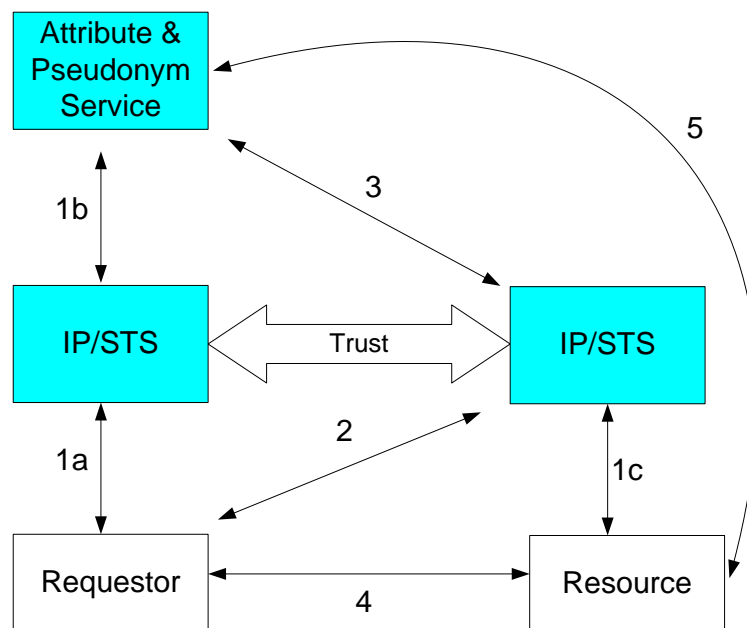 Attribute &
Pseudonym
Service
5
3
1b
IP/STS
Trust
IP/STS
2
1a
1c
Requestor
4
Resource